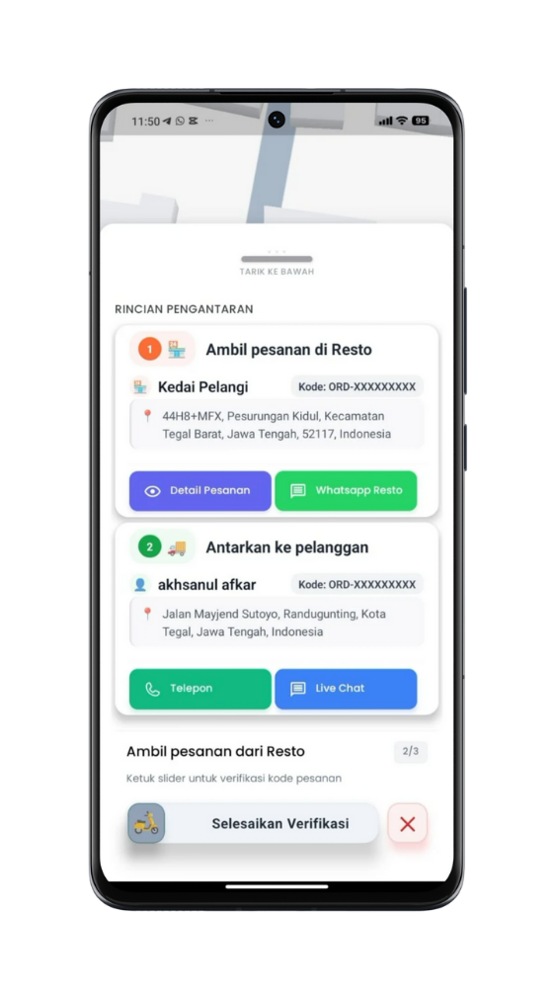 11:50
95
TARIK KE BAWAH
RINCIAN PENGANTARAN
1 Ambil pesanan di Resto
Kedai Pelangi Kode: ORD-XXXXXXXXX
44H8+MFX, Pesurungan Kidul, Kecamatan
Tegal Barat, Jawa Tengah, 52117, Indonesia
Detail Pesanan Whatsapp Resto
2 Antarkan ke pelanggan
akhsanul afkar Kode: ORD-XXXXXXXXX
Jalan Mayjend Sutoyo, Randugunting, Kota
Tegal, Jawa Tengah, Indonesia
Telepon Live Chat
Ambil pesanan dari Resto 2/3
Ketuk slider untuk verifikasi kode pesanan
Selesaikan Verifikasi